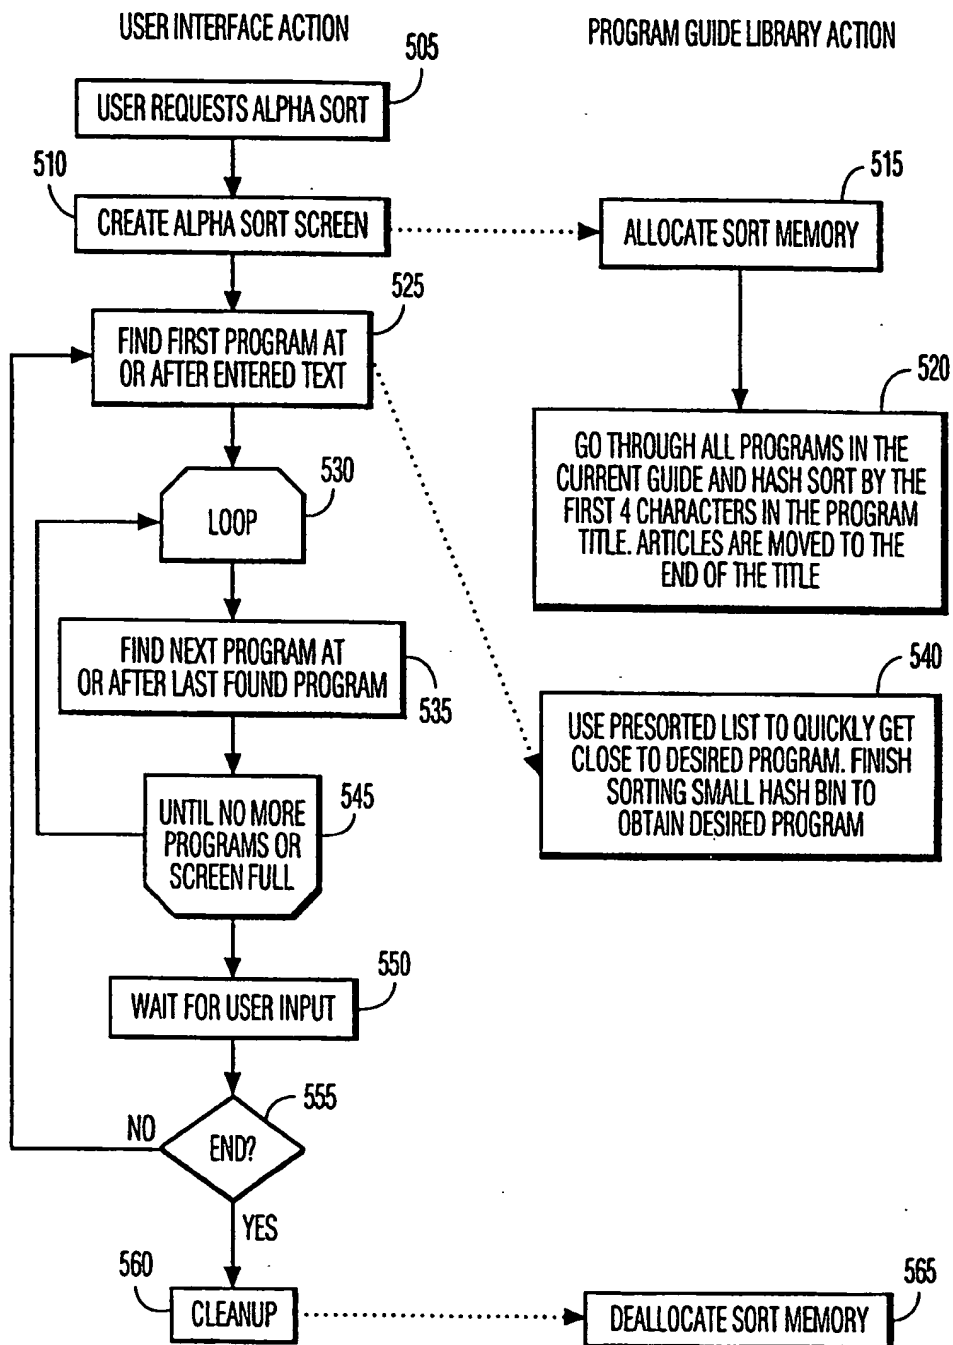 USER INTERFACE ACTION
PROGRAM GUIDE LIBRARY ACTION
505
USER REQUESTS ALPHA SORT
510
CREATE ALPHA SORT SCREEN
515
ALLOCATE SORT MEMORY
525
FIND FIRST PROGRAM AT
OR AFTER ENTERED TEXT
520
GO THROUGH ALL PROGRAMS IN THE
CURRENT GUIDE AND HASH SORT BY THE
FIRST 4 CHARACTERS IN THE PROGRAM
TITLE. ARTICLES ARE MOVED TO THE
END OF THE TITLE
530
LOOP
FIND NEXT PROGRAM AT
OR AFTER LAST FOUND PROGRAM
535
540
USE PRESORTED LIST TO QUICKLY GET
CLOSE TO DESIRED PROGRAM. FINISH
SORTING SMALL HASH BIN TO
OBTAIN DESIRED PROGRAM
545
UNTIL NO MORE
PROGRAMS OR
SCREEN FULL
550
WAIT FOR USER INPUT
555
NO
END?
YES
560
CLEANUP
565
DEALLOCATE SORT MEMORY